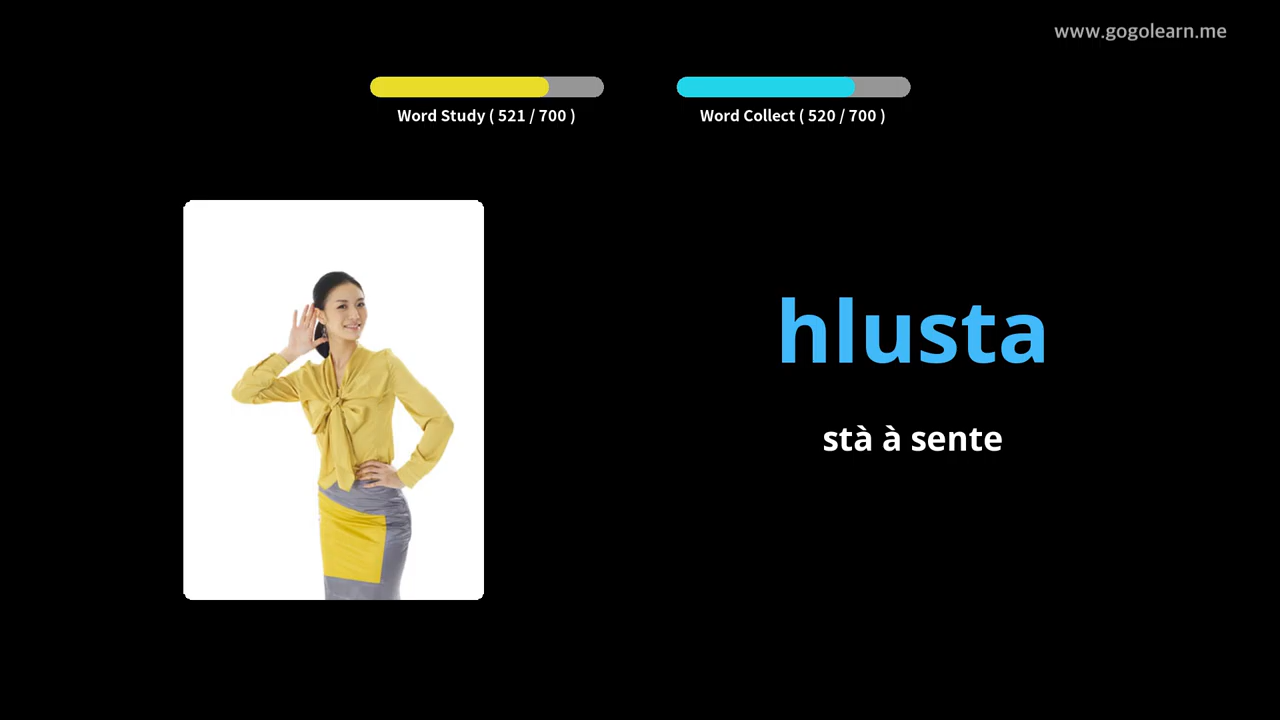 www.gogolearn.me
Word Study ( 521 / 700 )
Word Collect ( 520 / 700 )
hlusta
stà à sente